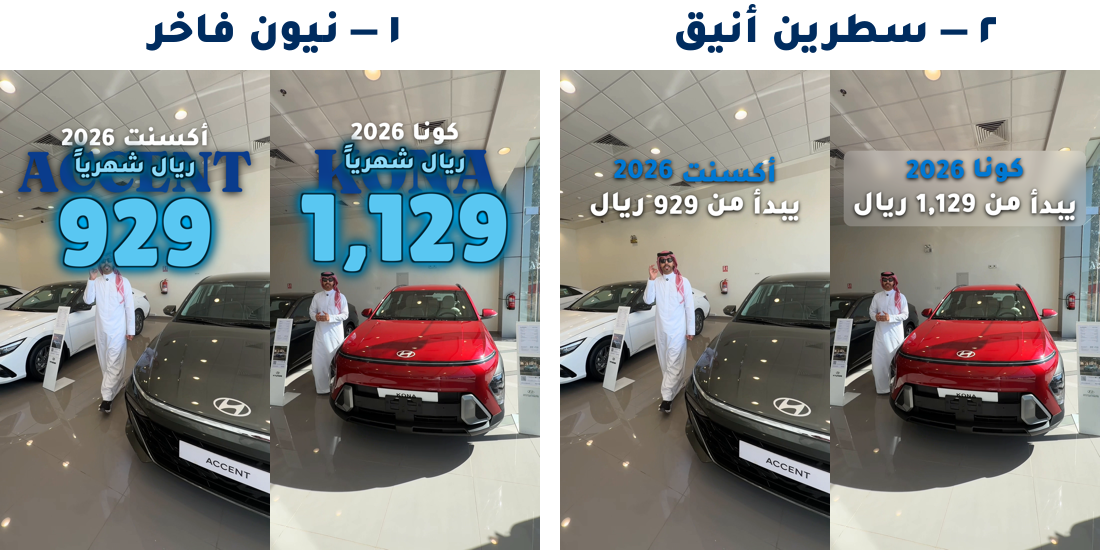 ١ – نيون فاخر
أكسنت 2026
ACCENT
ريال شهرياً
929
ACCENT
كونا 2026
KONA
ريال شهرياً
1,129
KONA
٢ – سطرين أنيق
أكسنت 2026
يبدأ من 929 ريال
ACCENT
كونا 2026
يبدأ من 1,129 ريال
KONA